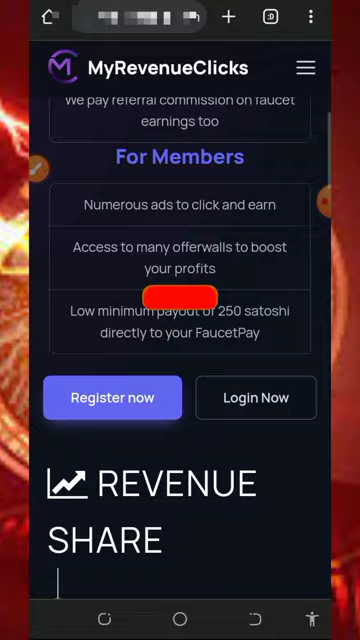 MyRevenueClicks
We pay referral commission on faucet
earnings too
For Members
Numerous ads to click and earn
Access to many offerwalls to boost
your profits
Low minimum payout of 250 satoshi
directly to your FaucetPay
Register now
Login Now
REVENUE
SHARE